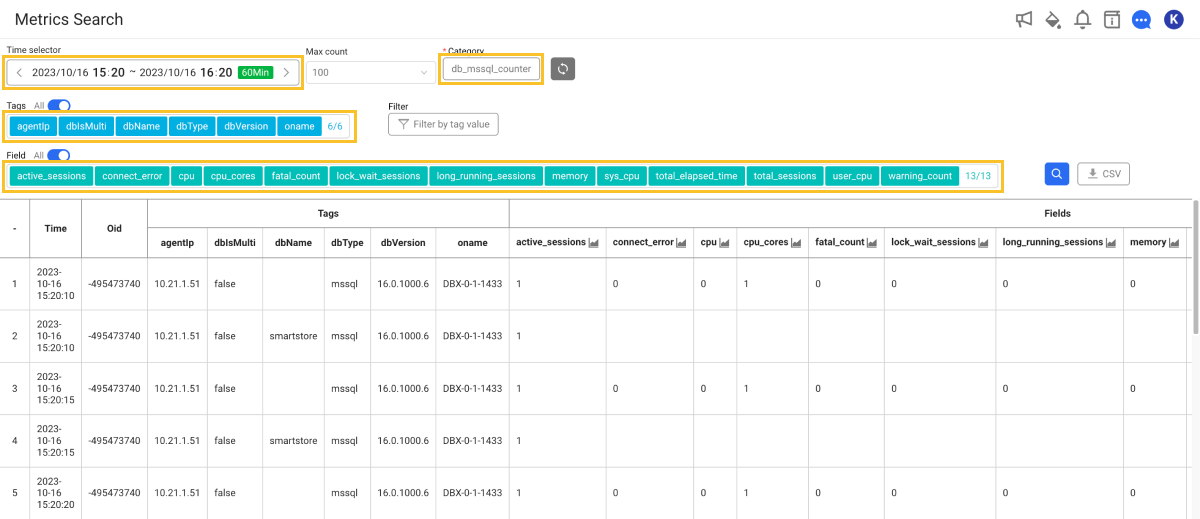 Metrics Search
K
Time selector
2023/10/16 15:20 ~ 2023/10/16 16:20 60Min
Max count
100
* Category
db_mssql_counter
Tags All
agentIp dbIsMulti dbName dbType dbVersion oname 6/6
Filter
Filter by tag value
Field All
active_sessions connect_error cpu cpu_cores fatal_count lock_wait_sessions long_running_sessions memory sys_cpu total_elapsed_time total_sessions user_cpu warning_count 13/13
CSV
- Time Oid Tags Fields
agentIp dbIsMulti dbName dbType dbVersion oname active_sessions connect_error cpu cpu_cores fatal_count lock_wait_sessions long_running_sessions memory
1 2023-10-16 15:20:10 -495473740 10.21.1.51 false mssql 16.0.1000.6 DBX-0-1-1433 1 0 0 1 0 0 0 0
2 2023-10-16 15:20:10 -495473740 10.21.1.51 false smartstore mssql 16.0.1000.6 DBX-0-1-1433 1
3 2023-10-16 15:20:15 -495473740 10.21.1.51 false mssql 16.0.1000.6 DBX-0-1-1433 1 0 0 1 0 0 0 0
4 2023-10-16 15:20:15 -495473740 10.21.1.51 false smartstore mssql 16.0.1000.6 DBX-0-1-1433 1
5 2023-10-16 15:20:20 -495473740 10.21.1.51 false mssql 16.0.1000.6 DBX-0-1-1433 1 0 0 1 0 0 0 0